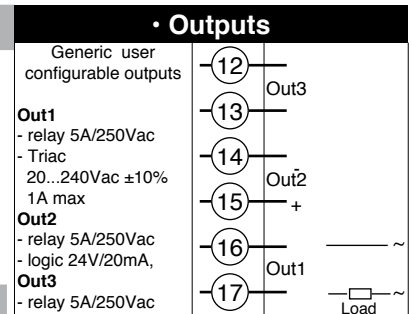 • Outputs
Generic user
configurable outputs
Out1
- relay 5A/250Vac
- Triac
20...240Vac ±10%
1A max
Out2
- relay 5A/250Vac
- logic 24V/20mA,
Out3
- relay 5A/250Vac
12
Out3
13
14
-
Out2
15
+
16
~
Out1
17
~
Load